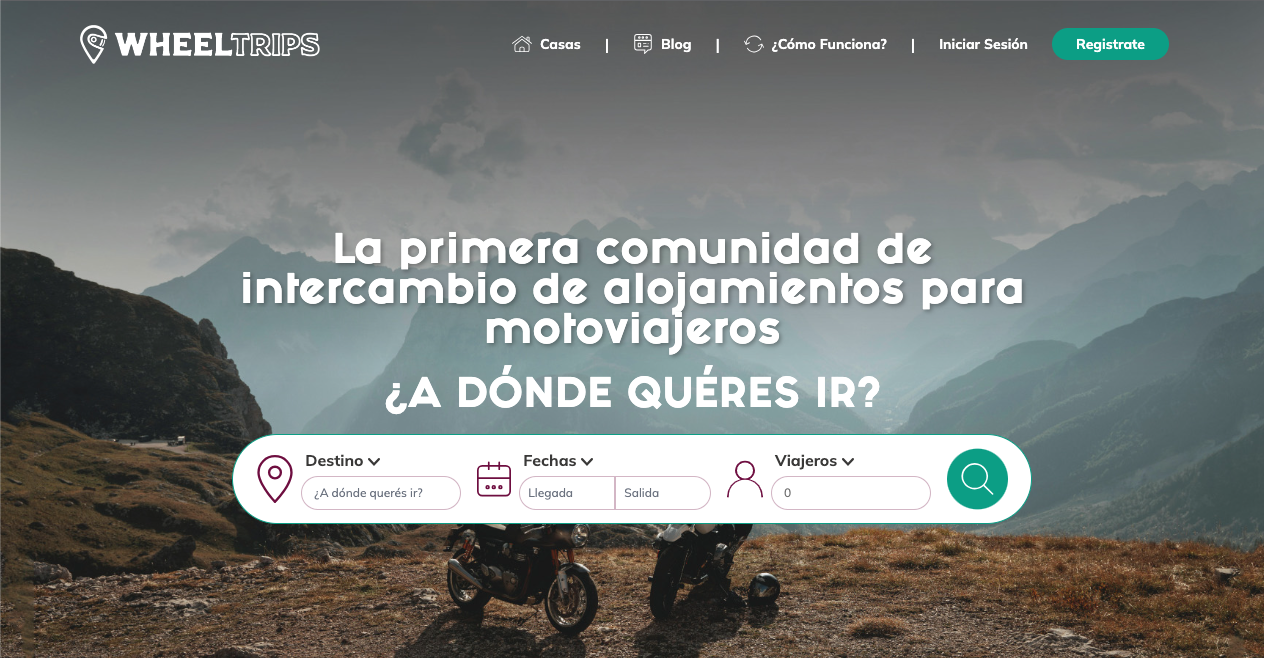 WHEELTRIPS
Casas | Blog | ¿Cómo Funciona? | Iniciar Sesión Registrate
La primera comunidad de
intercambio de alojamientos para
motoviajeros
¿A DÓNDE QUÉRES IR?
Destino Fechas Viajeros
¿A dónde querés ir? Llegada Salida 0